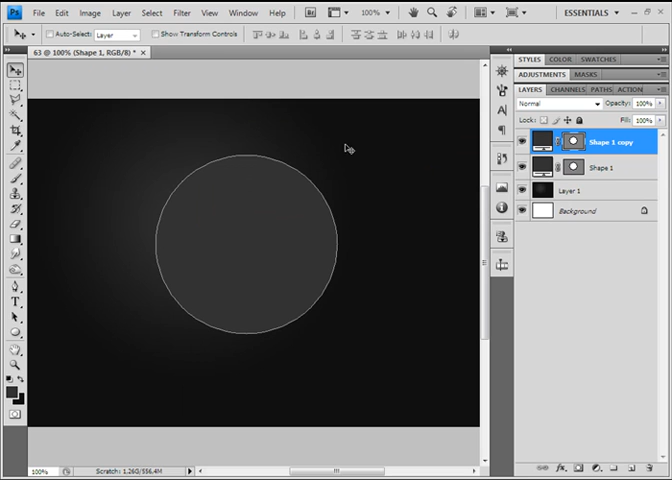 Ps File Edit Image Layer Select Filter View Window Help Br 100% ESSENTIALS
Auto-Select: Layer Show Transform Controls
63 @ 100% (Shape 1, RGB/8) *
STYLES COLOR SWATCHES
ADJUSTMENTS MASKS
LAYERS CHANNELS PATHS ACTION
Normal Opacity: 100%
Lock: Fill: 100%
Shape 1 copy
Shape 1
Layer 1
Background
100% Scratch: 1,26G/556,4M